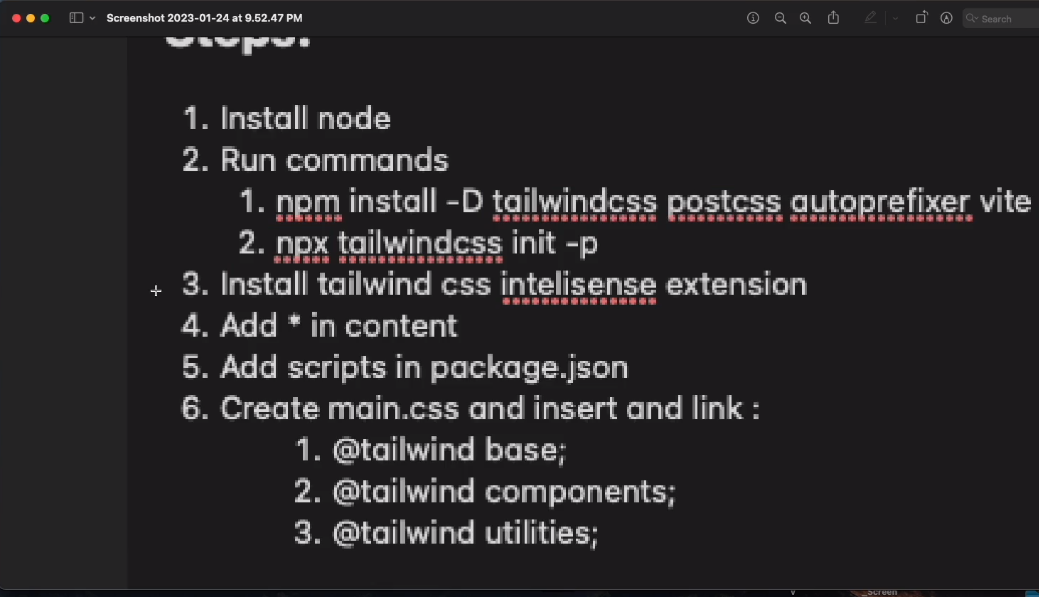 Screenshot 2023-01-24 at 9.52.47 PM
Search
Steps:
1. Install node
2. Run commands
1. npm install -D tailwindcss postcss autoprefixer vite
2. npx tailwindcss init -p
3. Install tailwind css intelisense extension
4. Add * in content
5. Add scripts in package.json
6. Create main.css and insert and link :
1. @tailwind base;
2. @tailwind components;
3. @tailwind utilities;
Screen